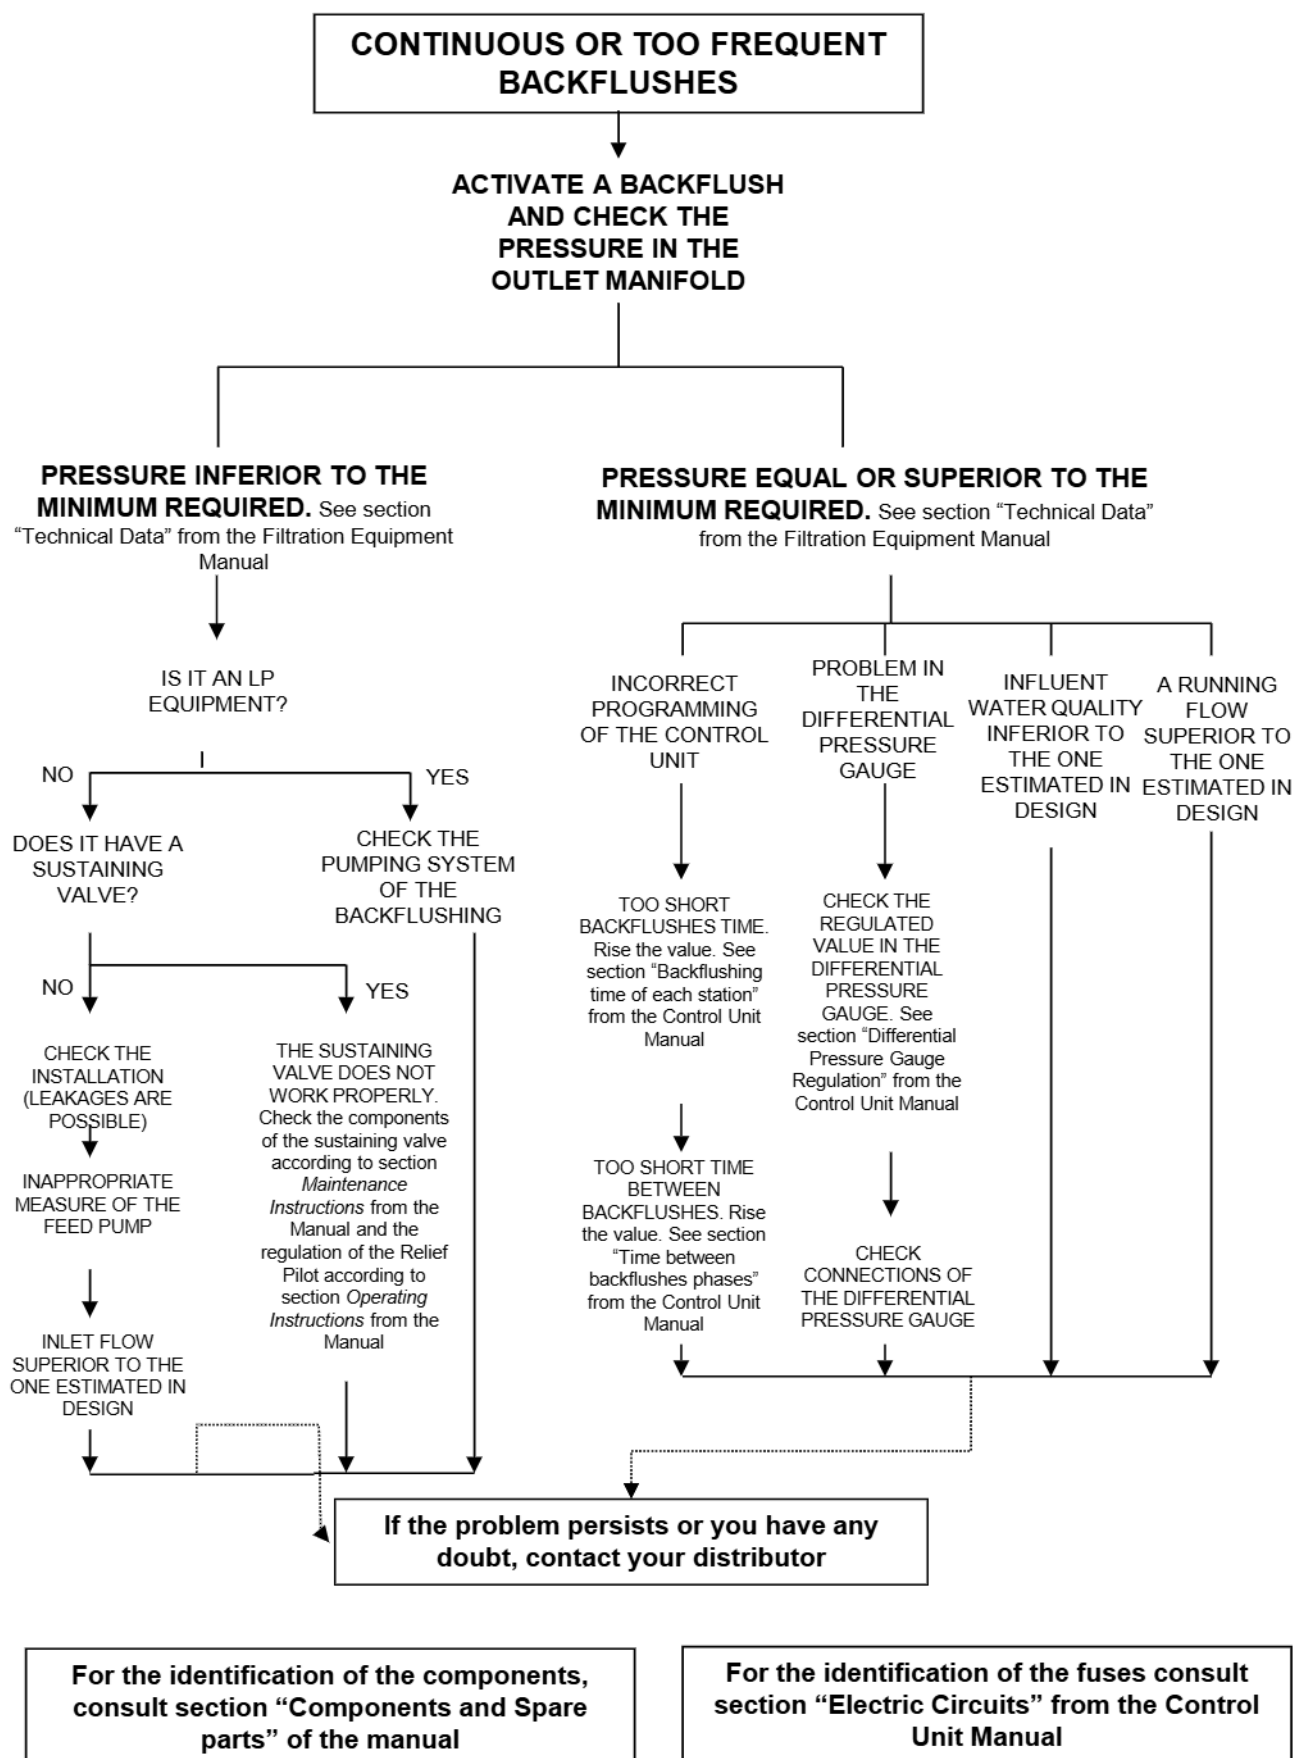 CONTINUOUS OR TOO FREQUENT
BACKFLUSHES
ACTIVATE A BACKFLUSH
AND CHECK THE
PRESSURE IN THE
OUTLET MANIFOLD
PRESSURE INFERIOR TO THE
MINIMUM REQUIRED. See section
“Technical Data” from the Filtration Equipment
Manual
PRESSURE EQUAL OR SUPERIOR TO THE
MINIMUM REQUIRED. See section “Technical Data”
from the Filtration Equipment Manual
IS IT AN LP
EQUIPMENT?
NO
YES
DOES IT HAVE A
SUSTAINING
VALVE?
CHECK THE
PUMPING SYSTEM
OF THE
BACKFLUSHING
NO
YES
CHECK THE
INSTALLATION
(LEAKAGES ARE
POSSIBLE)
INAPPROPRIATE
MEASURE OF THE
FEED PUMP
INLET FLOW
SUPERIOR TO THE
ONE ESTIMATED IN
DESIGN
THE SUSTAINING
VALVE DOES NOT
WORK PROPERLY.
Check the components
of the sustaining valve
according to section
Maintenance
Instructions from the
Manual and the
regulation of the Relief
Pilot according to
section Operating
Instructions from the
Manual
INCORRECT
PROGRAMMING
OF THE CONTROL
UNIT
TOO SHORT
BACKFLUSHES TIME.
Rise the value. See
section “Backflushing
time of each station”
from the Control Unit
Manual
TOO SHORT TIME
BETWEEN
BACKFLUSHES. Rise
the value. See section
“Time between
backflushes phases”
from the Control Unit
Manual
PROBLEM IN
THE
DIFFERENTIAL
PRESSURE
GAUGE
CHECK THE
REGULATED
VALUE IN THE
DIFFERENTIAL
PRESSURE
GAUGE. See
section “Differential
Pressure Gauge
Regulation” from the
Control Unit Manual
CHECK
CONNECTIONS OF
THE DIFFERENTIAL
PRESSURE GAUGE
INFLUENT
WATER QUALITY
INFERIOR TO
THE ONE
ESTIMATED IN
DESIGN
A RUNNING
FLOW
SUPERIOR TO
THE ONE
ESTIMATED IN
DESIGN
If the problem persists or you have any
doubt, contact your distributor
For the identification of the components,
consult section “Components and Spare
parts” of the manual
For the identification of the fuses consult
section “Electric Circuits” from the Control
Unit Manual